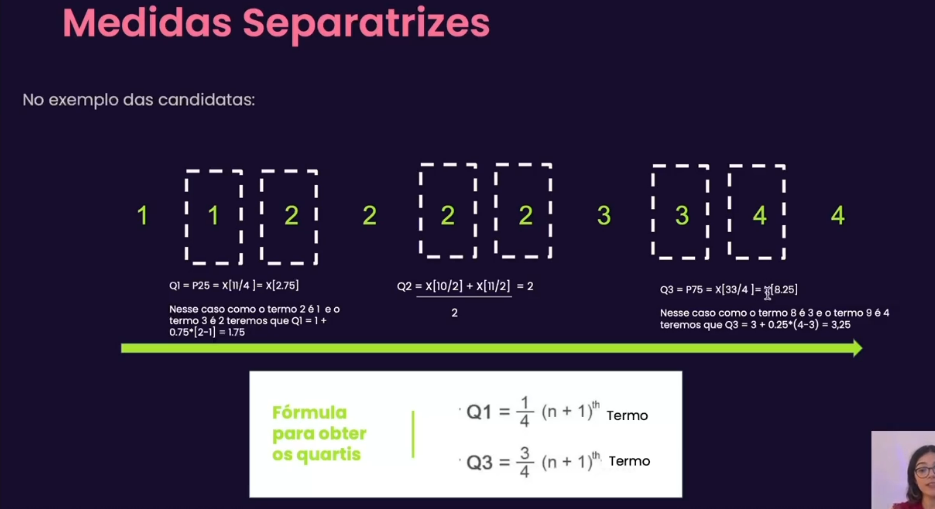 Medidas Separatrizes
No exemplo das candidatas:
1 1 2 2 2 2 3 3 4 4
Q1 = P25 = X[11/4 ]= X[2.75]
Nesse caso como o termo 2 é 1 e o
termo 3 é 2 teremos que Q1 = 1 +
0.75*[2-1] = 1.75
Q2 = X[10/2] + X[11/2] = 2
2
Q3 = P75 = X[33/4 ]= [8.25]
Nesse caso como o termo 8 é 3 e o termo 9 é 4
teremos que Q3 = 3 + 0.25*(4-3) = 3,25
Fórmula
para obter
os quartis
Q1 = 1/4 (n + 1)th Termo
Q3 = 3/4 (n + 1)th Termo